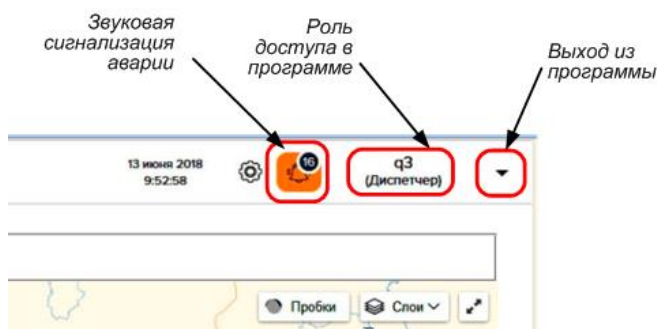 Звуковая
сигнализация
аварии
Роль
доступа в
программе
Выход из
программы
13 июня 2018
9:52:58
16
q3
(Диспетчер)
Пробки
Слои